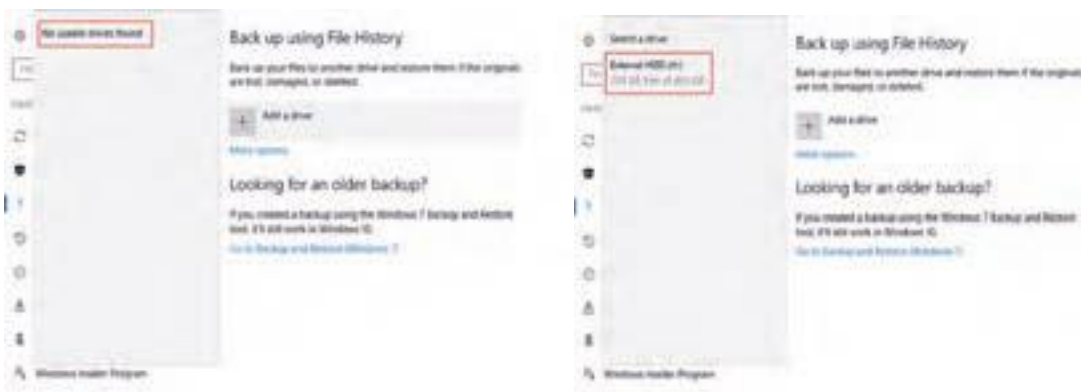 No usable drives found
Back up using File History
Back up your files to another drive and restore them if the originals
are lost, damaged, or deleted.
Add a drive
More options
Looking for an older backup?
If you created a backup using the Windows 7 Backup and Restore
tool, it'll still work in Windows 10.
Go to Backup and Restore (Windows 7)
Windows Insider Program
Select a drive
External HDD
Back up using File History
Back up your files to another drive and restore them if the originals
are lost, damaged, or deleted.
Add a drive
More options
Looking for an older backup?
If you created a backup using the Windows 7 Backup and Restore
tool, it'll still work in Windows 10.
Go to Backup and Restore (Windows 7)
Windows Insider Program